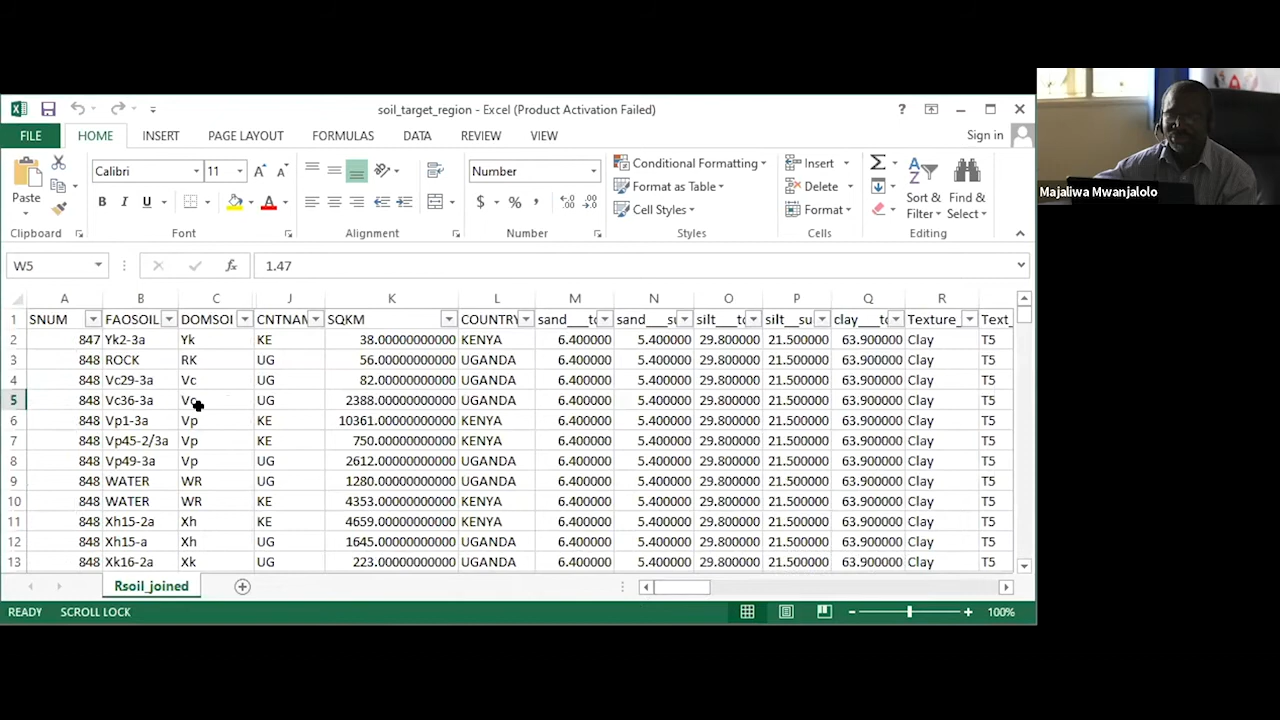 soil_target_region - Excel (Product Activation Failed)
FILE HOME INSERT PAGE LAYOUT FORMULAS DATA REVIEW VIEW Sign in
Paste Calibri 11 Number Conditional Formatting Insert Sort & Filter Find & Select
B I U A $ % , Format as Table Delete
Cell Styles Format
Clipboard Font Alignment Number Styles Cells Editing
W5 fx 1.47
A B C J K L M N O P Q R
1 SNUM FAOSOIL DOMSOI CNTNAM SQKM COUNTRY sand___to sand___su silt___to silt___su clay___to Texture_ Text_
2 847 Yk2-3a Yk KE 38.00000000000 KENYA 6.400000 5.400000 29.800000 21.500000 63.900000 Clay T5
3 848 ROCK RK UG 56.00000000000 UGANDA 6.400000 5.400000 29.800000 21.500000 63.900000 Clay T5
4 848 Vc29-3a Vc UG 82.00000000000 UGANDA 6.400000 5.400000 29.800000 21.500000 63.900000 Clay T5
5 848 Vc36-3a Vc UG 2388.00000000000 UGANDA 6.400000 5.400000 29.800000 21.500000 63.900000 Clay T5
6 848 Vp1-3a Vp KE 10361.00000000000 KENYA 6.400000 5.400000 29.800000 21.500000 63.900000 Clay T5
7 848 Vp45-2/3a Vp KE 750.00000000000 KENYA 6.400000 5.400000 29.800000 21.500000 63.900000 Clay T5
8 848 Vp49-3a Vp UG 2612.00000000000 UGANDA 6.400000 5.400000 29.800000 21.500000 63.900000 Clay T5
9 848 WATER WR UG 1280.00000000000 UGANDA 6.400000 5.400000 29.800000 21.500000 63.900000 Clay T5
10 848 WATER WR KE 4353.00000000000 KENYA 6.400000 5.400000 29.800000 21.500000 63.900000 Clay T5
11 848 Xh15-2a Xh KE 4659.00000000000 KENYA 6.400000 5.400000 29.800000 21.500000 63.900000 Clay T5
12 848 Xh15-a Xh UG 1645.00000000000 UGANDA 6.400000 5.400000 29.800000 21.500000 63.900000 Clay T5
13 848 Xk16-2a Xk UG 223.00000000000 UGANDA 6.400000 5.400000 29.800000 21.500000 63.900000 Clay T5
Rsoil_joined
READY SCROLL LOCK 100%
Majaliwa Mwanjalolo